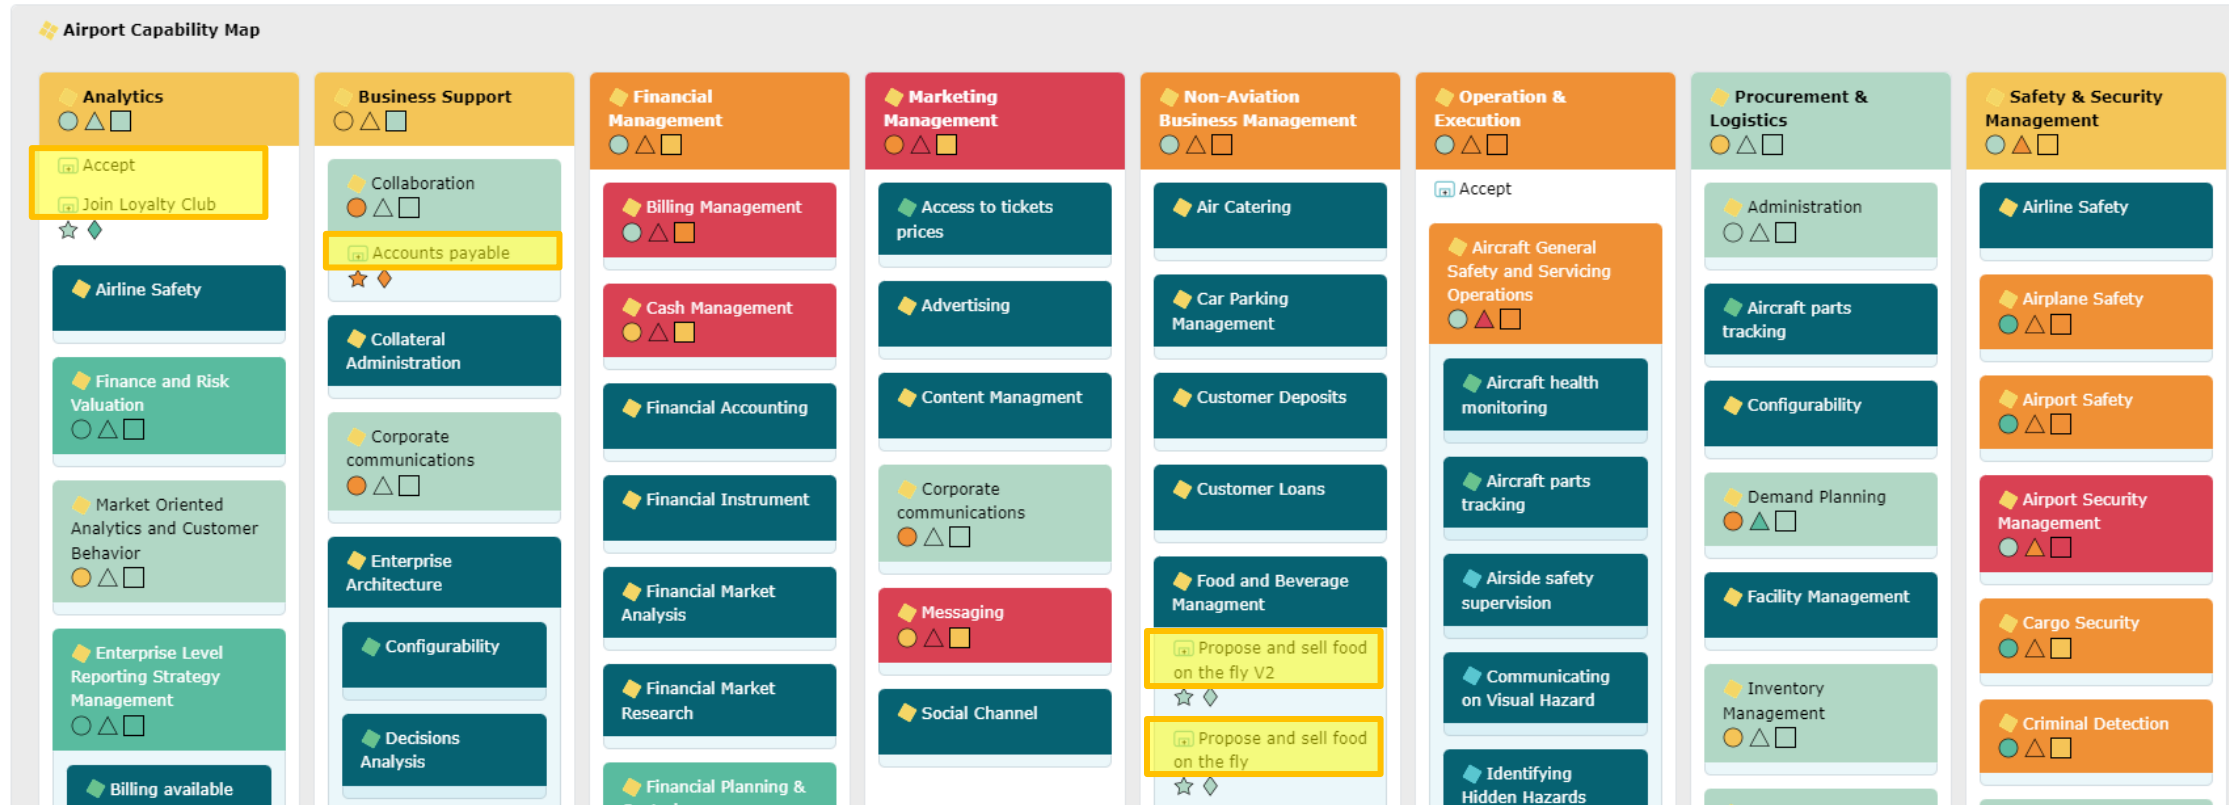 Airport Capability Map
Analytics
Accept
Join Loyalty Club
Airline Safety
Finance and Risk
Valuation
Market Oriented
Analytics and Customer
Behavior
Enterprise Level
Reporting Strategy
Management
Billing available
Business Support
Collaboration
Accounts payable
Collateral
Administration
Corporate
communications
Enterprise
Architecture
Configurability
Decisions
Analysis
Financial
Management
Billing Management
Cash Management
Financial Accounting
Financial Instrument
Financial Market
Analysis
Financial Market
Research
Financial Planning &
Marketing
Management
Access to tickets
prices
Advertising
Content Managment
Corporate
communications
Messaging
Social Channel
Non-Aviation
Business Management
Air Catering
Car Parking
Management
Customer Deposits
Customer Loans
Food and Beverage
Managment
Propose and sell food
on the fly V2
Propose and sell food
on the fly
Operation &
Execution
Accept
Aircraft General
Safety and Servicing
Operations
Aircraft health
monitoring
Aircraft parts
tracking
Airside safety
supervision
Communicating
on Visual Hazard
Identifying
Hidden Hazards
Procurement &
Logistics
Administration
Aircraft parts
tracking
Configurability
Demand Planning
Facility Management
Inventory
Management
Safety & Security
Management
Airline Safety
Airplane Safety
Airport Safety
Airport Security
Management
Cargo Security
Criminal Detection